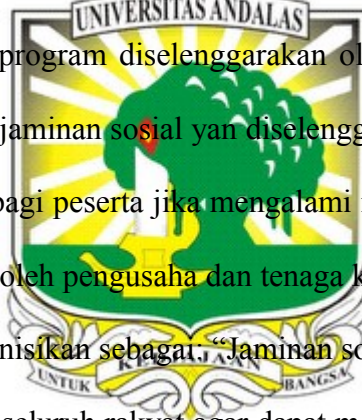 UNIVERSITAS ANDALAS
program diselenggarakan ol
jaminan sosial yan diselengg
bagi peserta jika mengalami
oleh pengusaha dan tenaga k
nisikan sebagai; “Jaminan so
UNTUK KEDJAJAAN BANGSA
seluruh rakyat agar dapat m